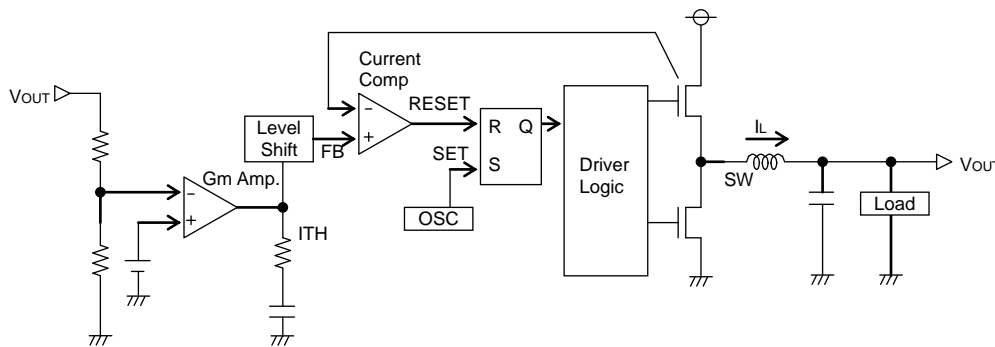 Current
Comp
VOUT
RESET
Level
Shift
FB
R Q
S
SET
Gm Amp.
OSC
ITH
Driver
Logic
IL
SW
VOUT
Load
- +
- +